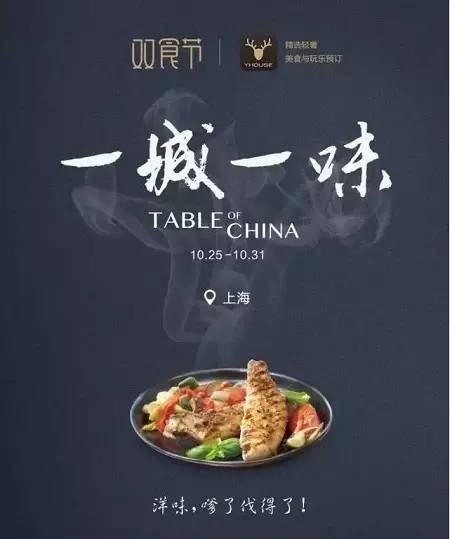 双食节
YHOUSE
精选轻奢
美食与玩乐预订
一城一味
TABLE OF CHINA
10.25-10.31
上海
洋味,嗲了伐得了!